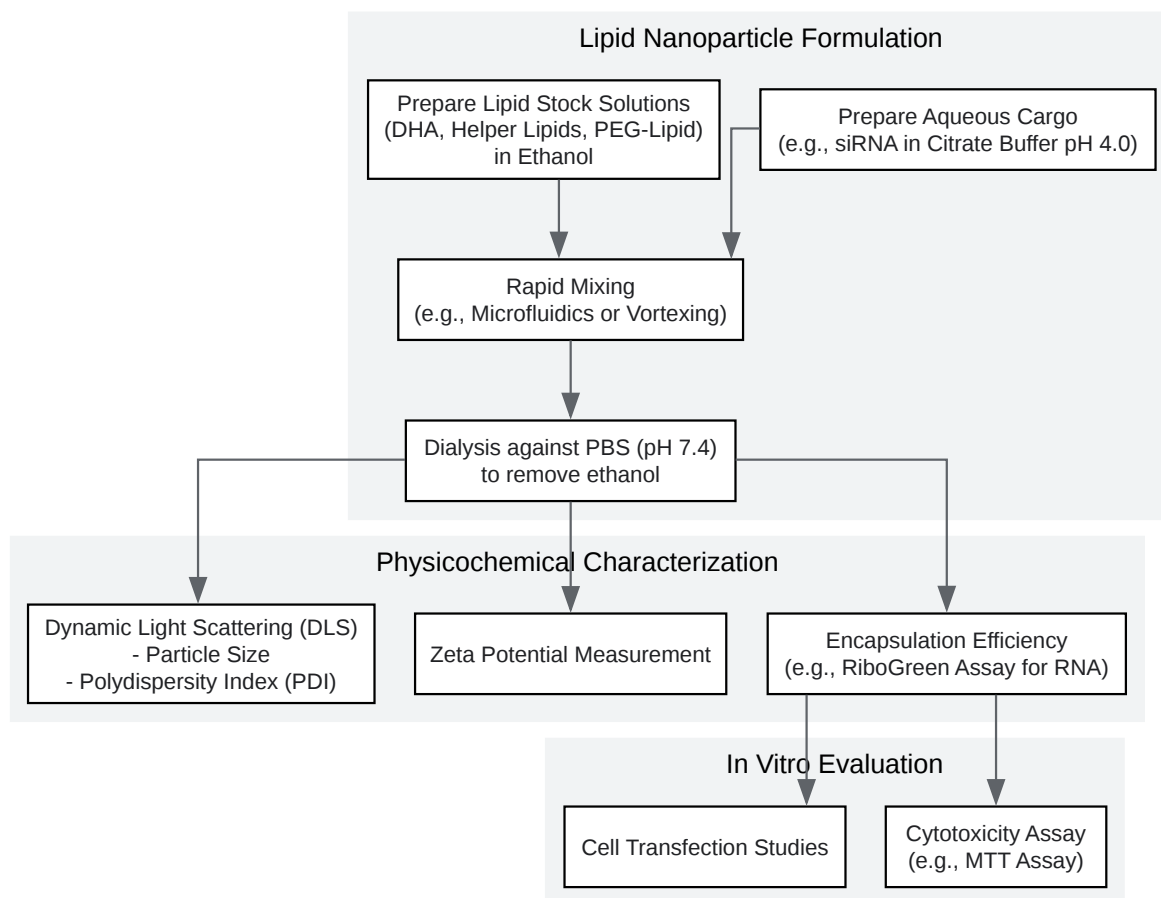 Lipid Nanoparticle Formulation
Prepare Lipid Stock Solutions
(DHA, Helper Lipids, PEG-Lipid)
in Ethanol
Prepare Aqueous Cargo
(e.g., siRNA in Citrate Buffer pH 4.0)
Rapid Mixing
(e.g., Microfluidics or Vortexing)
Dialysis against PBS (pH 7.4)
to remove ethanol
Physicochemical Characterization
Dynamic Light Scattering (DLS)
- Particle Size
- Polydispersity Index (PDI)
Zeta Potential Measurement
Encapsulation Efficiency
(e.g., RiboGreen Assay for RNA)
In Vitro Evaluation
Cell Transfection Studies
Cytotoxicity Assay
(e.g., MTT Assay)